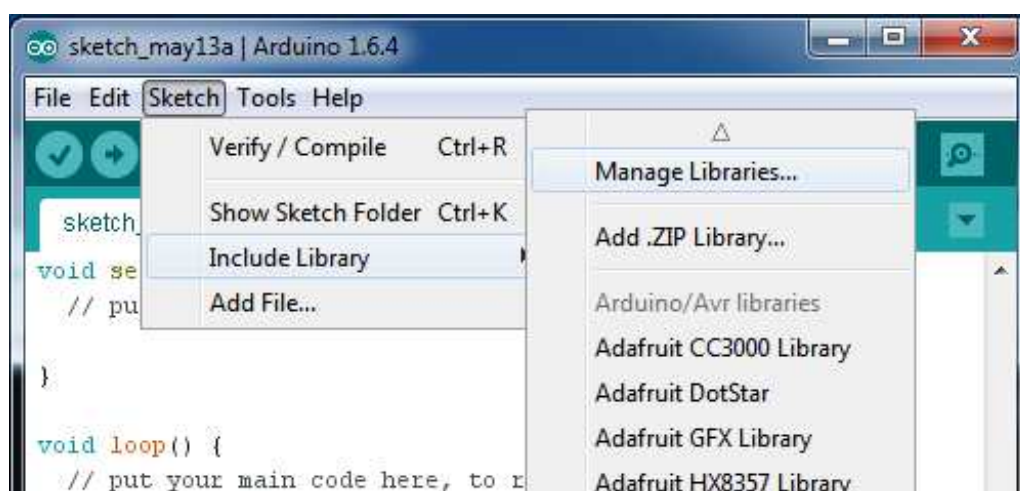 sketch_may13a | Arduino 1.6.4
File Edit Sketch Tools Help
Verify / Compile Ctrl+R
Show Sketch Folder Ctrl+K
Include Library
Add File...
Manage Libraries...
Add .ZIP Library...
Arduino/Avr libraries
Adafruit CC3000 Library
Adafruit DotStar
Adafruit GFX Library
Adafruit HX8357 Library
sketch_
void se
// pu
}
void loop() {
// put your main code here, to r